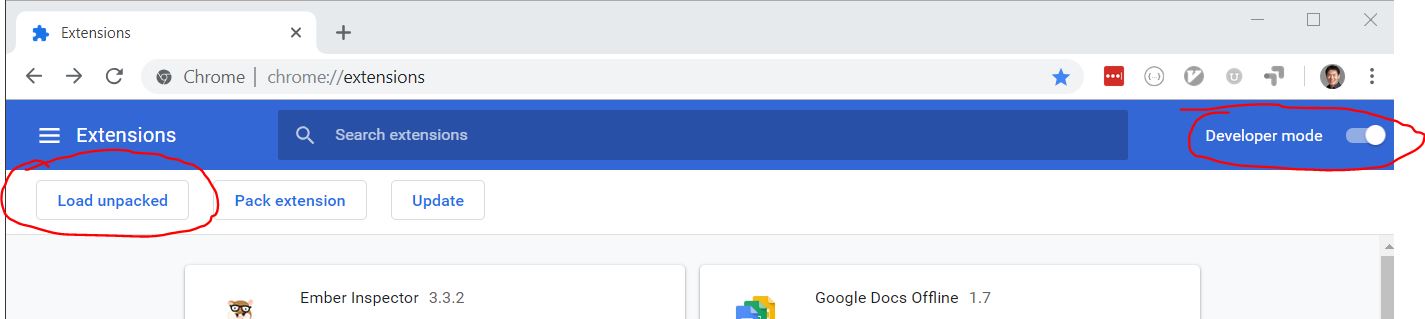 Extensions
Chrome | chrome://extensions
Extensions
Search extensions
Developer mode
Load unpacked
Pack extension
Update
Ember Inspector 3.3.2
Google Docs Offline 1.7